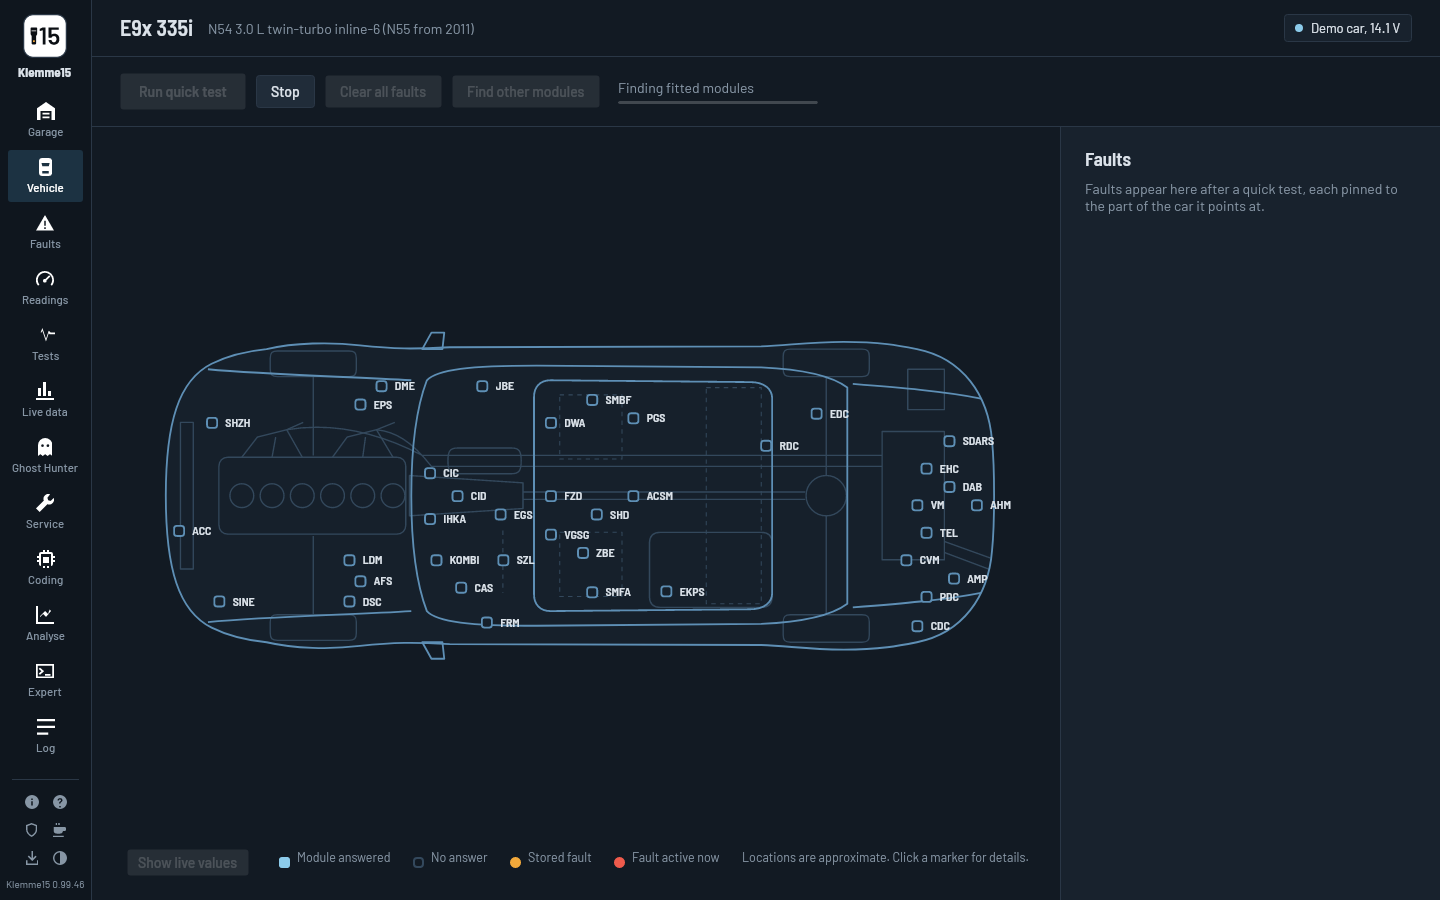 15
Klemme15
Garage
Vehicle
Faults
Readings
Tests
Live data
Ghost Hunter
Service
Coding
Analyse
Expert
Log
Klemme15 0.99.46
E9x 335i
N54 3.0 L twin-turbo inline-6 (N55 from 2011)
Demo car, 14.1 V
Run quick test
Stop
Clear all faults
Find other modules
Finding fitted modules
DME
JBE
EPS
SMBF
SHZH
DWA
PGS
EDC
RDC
SDARS
CIC
EHC
CID
FZD
ACSM
DAB
IHKA
EGS
SHD
VM
AHM
ACC
VGSG
TEL
LDM
KOMBI
SZL
ZBE
CVM
AFS
CAS
SMFA
EKPS
AMP
SINE
DSC
PDC
FRM
CDC
Show live values
Module answered
No answer
Stored fault
Fault active now
Locations are approximate. Click a marker for details.
Faults
Faults appear here after a quick test, each pinned to
the part of the car it points at.